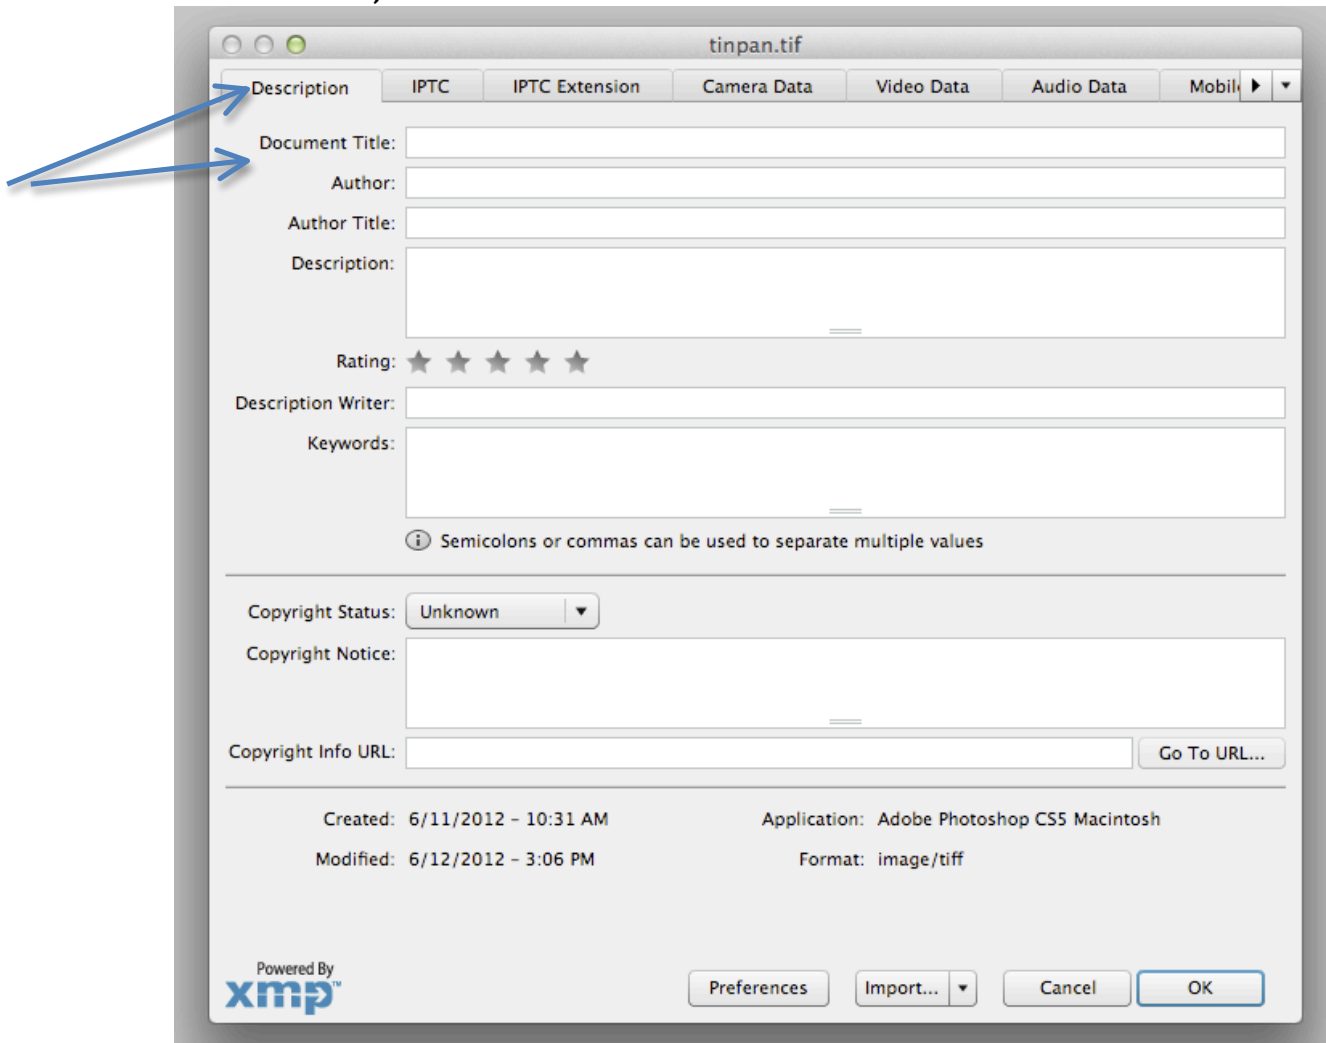 tinpan.tif
Description IPTC IPTC Extension Camera Data Video Data Audio Data Mobil
Document Title:
Author:
Author Title:
Description:
Rating:
Description Writer:
Keywords:
Semicolons or commas can be used to separate multiple values
Copyright Status: Unknown
Copyright Notice:
Copyright Info URL: Go To URL...
Created: 6/11/2012 – 10:31 AM Application: Adobe Photoshop CS5 Macintosh
Modified: 6/12/2012 – 3:06 PM Format: image/tiff
Powered By
xmp™ Preferences Import... Cancel OK